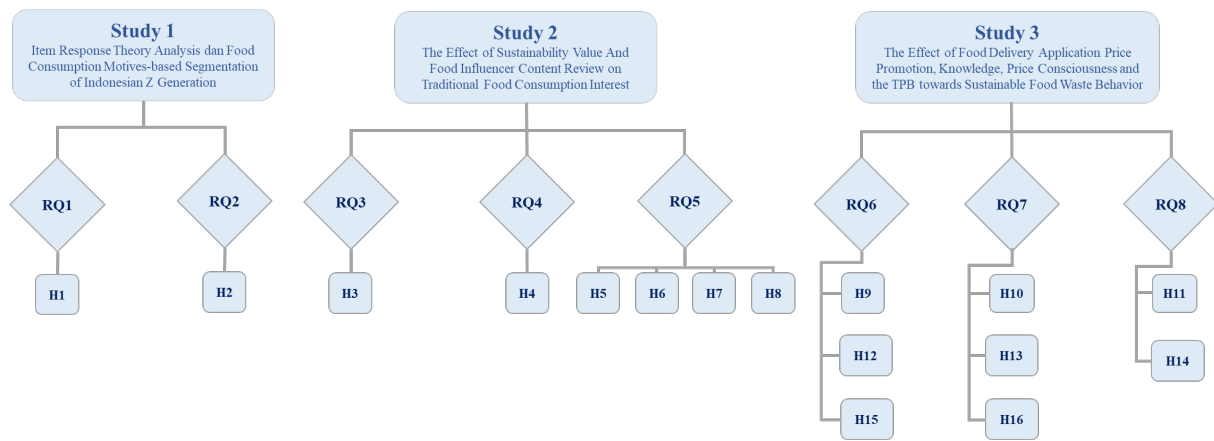 Study 1
Item Response Theory Analysis dan Food
Consumption Motives-based Segmentation
of Indonesian Z Generation
Study 2
The Effect of Sustainability Value And
Food Influencer Content Review on
Traditional Food Consumption Interest
Study 3
The Effect of Food Delivery Application Price
Promotion, Knowledge, Price Consciousness and
the TPB towards Sustainable Food Waste Behavior
RQ1
RQ2
RQ3
RQ4
RQ5
RQ6
RQ7
RQ8
H1
H2
H3
H4
H5
H6
H7
H8
H9
H10
H11
H12
H13
H14
H15
H16